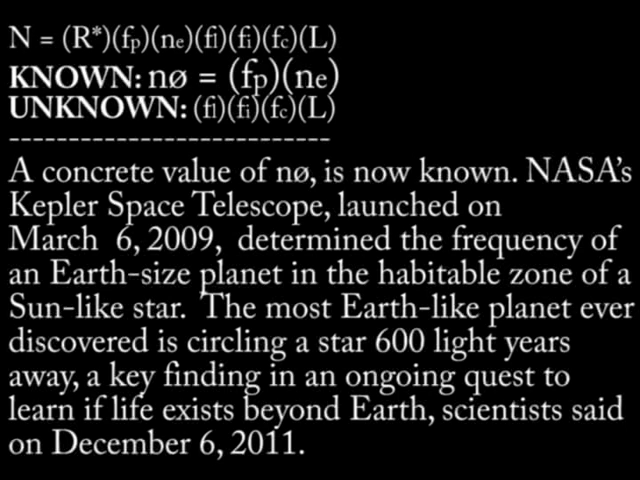 N = (R*)(fp)(ne)(fl)(fi)(fc)(L)
KNOWN: nø = (fp)(ne)
UNKNOWN: (fl)(fi)(fc)(L)
---------------------------
A concrete value of nø, is now known. NASA's
Kepler Space Telescope, launched on
March  6, 2009,  determined the frequency of
an Earth-size planet in the habitable zone of a
Sun-like star.  The most Earth-like planet ever
discovered is circling a star 600 light years
away, a key finding in an ongoing quest to
learn if life exists beyond Earth, scientists said
on December 6, 2011.